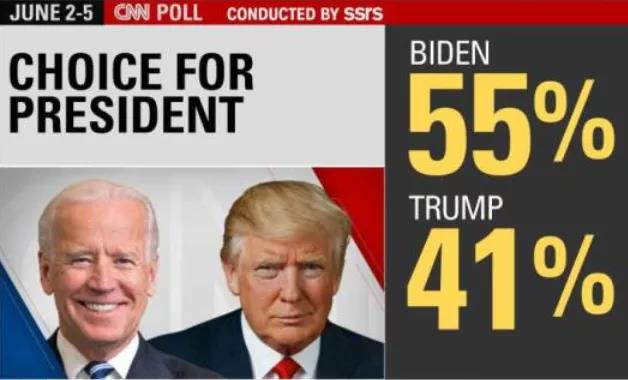 JUNE 2-5 CNN POLL CONDUCTED BY SSRS
CHOICE FOR
PRESIDENT
BIDEN
55%
TRUMP
41%